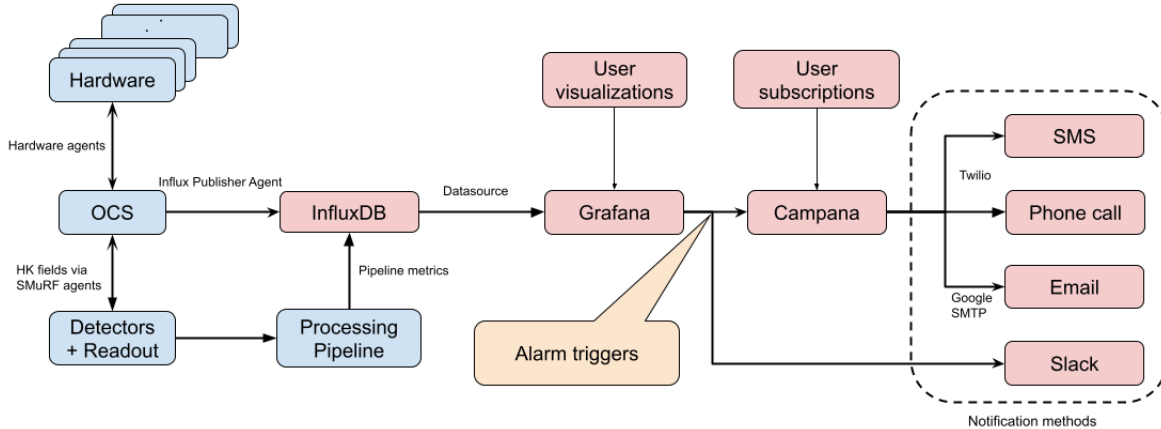 Hardware
User
visualizations
User
subscriptions
Hardware agents
SMS
Influx Publisher Agent
Datasource
Twilio
OCS
InfluxDB
Grafana
Campana
Phone call
HK fields via
SMuRF agents
Pipeline metrics
Email
Google
SMTP
Detectors
+ Readout
Processing
Pipeline
Alarm triggers
Slack
Notification methods